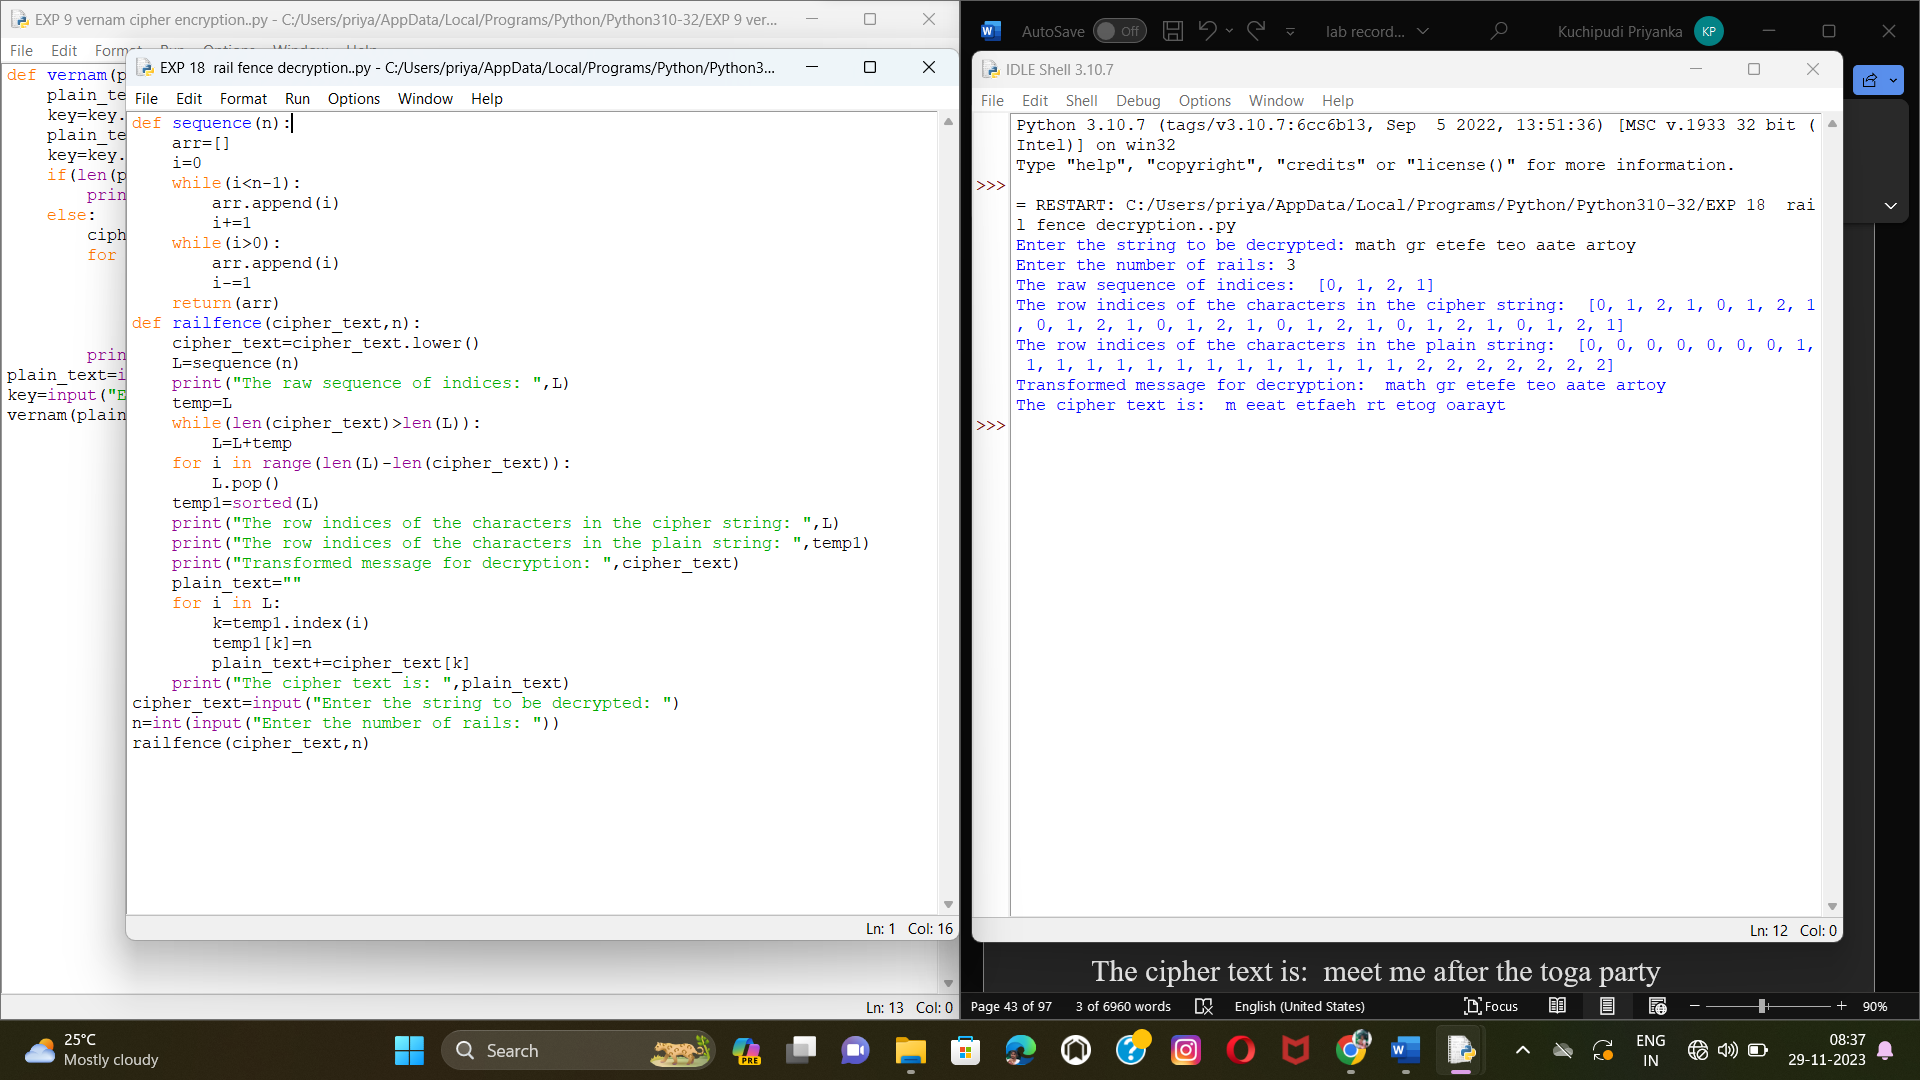 EXP 9 vernam cipher encryption..py - C:/Users/priya/AppData/Local/Programs/Python/Python310-32/EXP 9 ver...
File Edit
def vernam(p
plain_te
key=key.
plain_te
key=key.
if(len(p
prin
else:
ciph
for
prin
plain_text=i
key=input("E
vernam(plain
Ln: 13 Col: 0
EXP 18 rail fence decryption..py - C:/Users/priya/AppData/Local/Programs/Python/Python3...
File Edit Format Run Options Window Help
def sequence(n):
arr=[]
i=0
while(i<n-1):
arr.append(i)
i+=1
while(i>0):
arr.append(i)
i-=1
return(arr)
def railfence(cipher_text,n):
cipher_text=cipher_text.lower()
L=sequence(n)
print("The raw sequence of indices: ",L)
temp=L
while(len(cipher_text)>len(L)):
L=L+temp
for i in range(len(L)-len(cipher_text)):
L.pop()
temp1=sorted(L)
print("The row indices of the characters in the cipher string: ",L)
print("The row indices of the characters in the plain string: ",temp1)
print("Transformed message for decryption: ",cipher_text)
plain_text=""
for i in L:
k=temp1.index(i)
temp1[k]=n
plain_text+=cipher_text[k]
print("The cipher text is: ",plain_text)
cipher_text=input("Enter the string to be decrypted: ")
n=int(input("Enter the number of rails: "))
railfence(cipher_text,n)
Ln: 1 Col: 16
AutoSave Off lab record... Kuchipudi Priyanka KP
IDLE Shell 3.10.7
File Edit Shell Debug Options Window Help
Python 3.10.7 (tags/v3.10.7:6cc6b13, Sep  5 2022, 13:51:36) [MSC v.1933 32 bit (
Intel)] on win32
Type "help", "copyright", "credits" or "license()" for more information.
>>>
= RESTART: C:/Users/priya/AppData/Local/Programs/Python/Python310-32/EXP 18  rai
l fence decryption..py
Enter the string to be decrypted: math gr etefe teo aate artoy
Enter the number of rails: 3
The raw sequence of indices:  [0, 1, 2, 1]
The row indices of the characters in the cipher string:  [0, 1, 2, 1, 0, 1, 2, 1
, 0, 1, 2, 1, 0, 1, 2, 1, 0, 1, 2, 1, 0, 1, 2, 1, 0, 1, 2, 1]
The row indices of the characters in the plain string:  [0, 0, 0, 0, 0, 0, 0, 1,
1, 1, 1, 1, 1, 1, 1, 1, 1, 1, 1, 1, 1, 2, 2, 2, 2, 2, 2, 2]
Transformed message for decryption:  math gr etefe teo aate artoy
The cipher text is:  m eeat etfaeh rt etog oarayt
>>>
Ln: 12 Col: 0
The cipher text is:  meet me after the toga party
Page 43 of 97 3 of 6960 words English (United States) Focus 90%
25°C
Mostly cloudy
Search
PRE
ENG
IN
08:37
29-11-2023